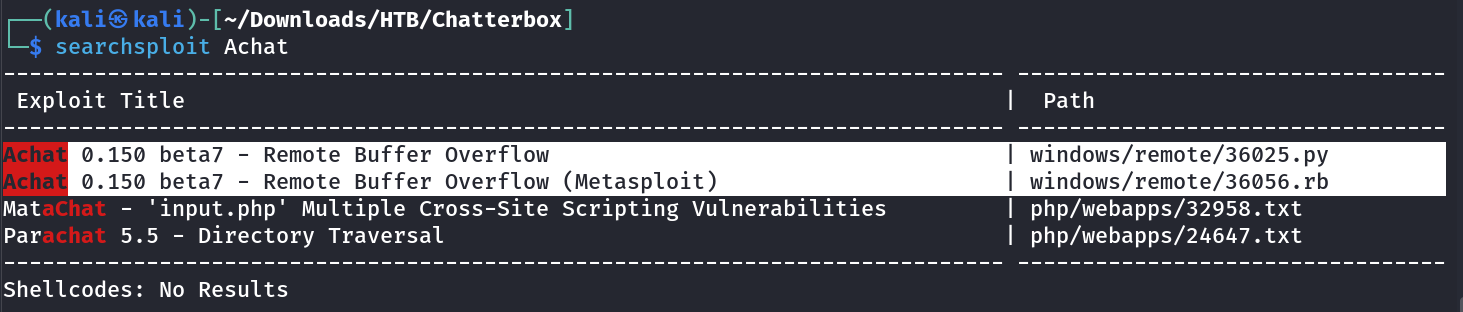 ┌──(kali㉿kali)-[~/Downloads/HTB/Chatterbox]
└─$ searchsploit Achat
---------------------------------------------------------------------------------- ---------------------------------
 Exploit Title | Path
---------------------------------------------------------------------------------- ---------------------------------
Achat 0.150 beta7 - Remote Buffer Overflow | windows/remote/36025.py
Achat 0.150 beta7 - Remote Buffer Overflow (Metasploit) | windows/remote/36056.rb
MataChat - 'input.php' Multiple Cross-Site Scripting Vulnerabilities | php/webapps/32958.txt
Parachat 5.5 - Directory Traversal | php/webapps/24647.txt
---------------------------------------------------------------------------------- ---------------------------------
Shellcodes: No Results